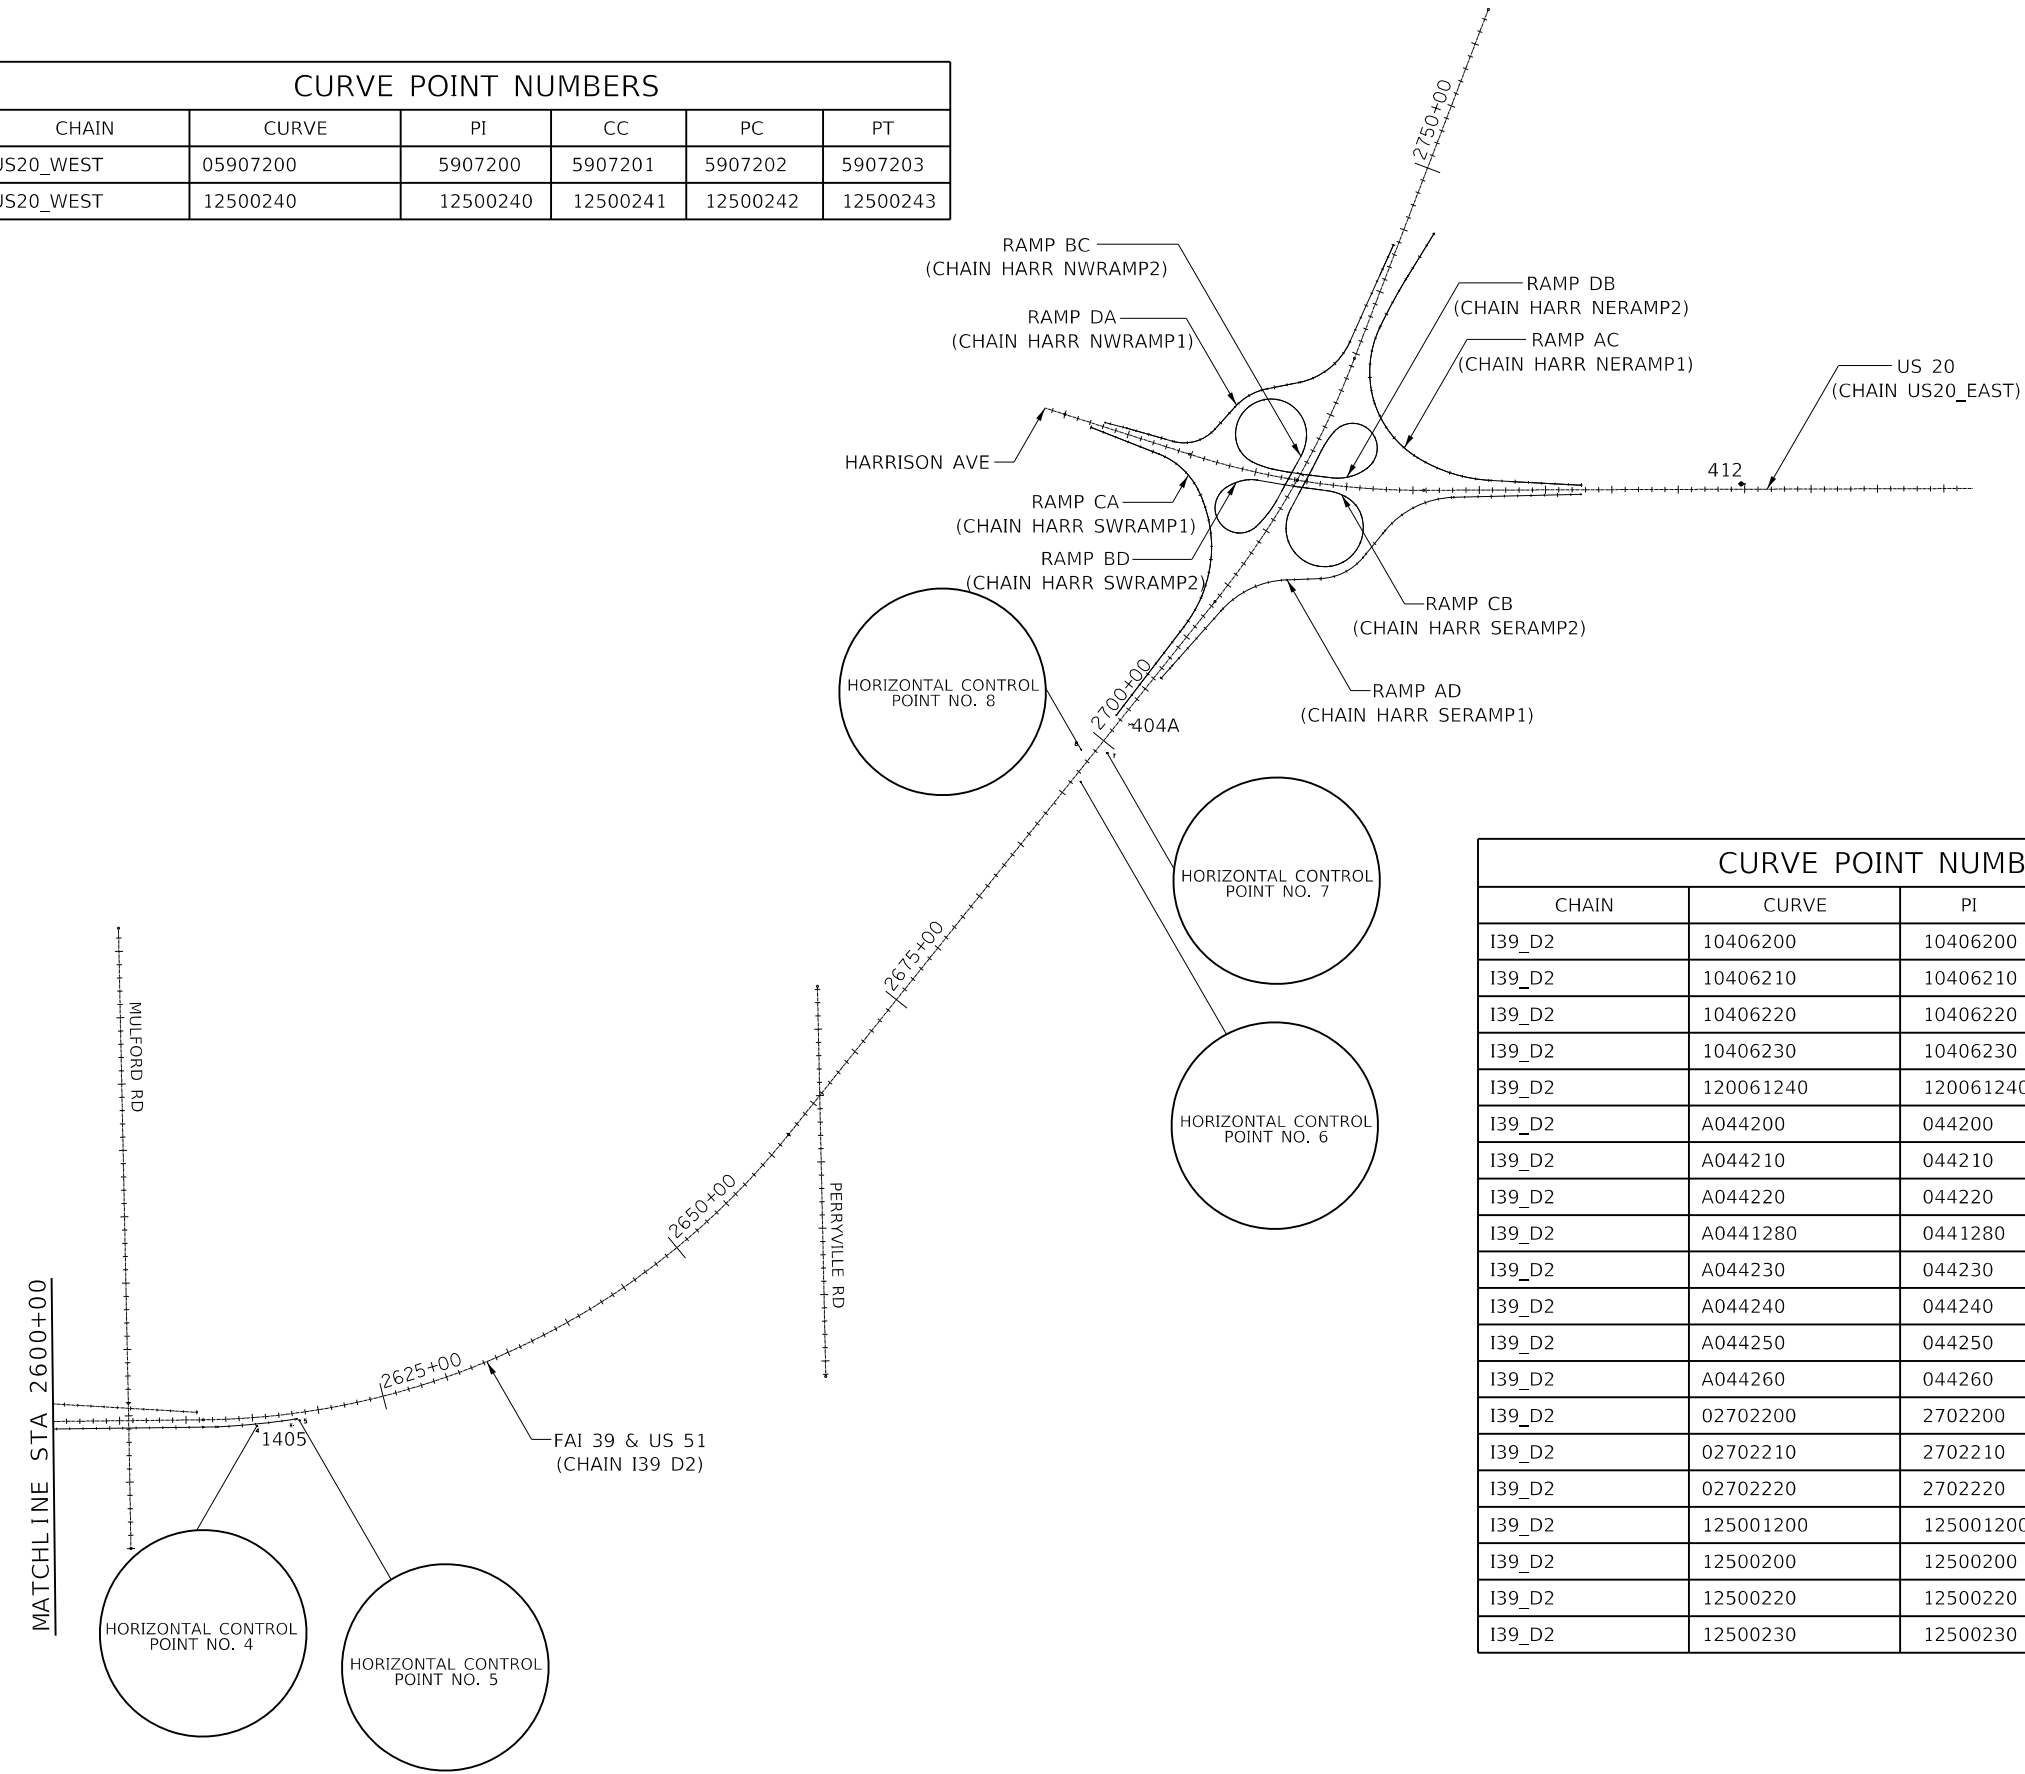 CURVE POINT NUMBERS
CHAIN CURVE PI CC PC PT
US20_WEST 05907200 5907200 5907201 5907202 5907203
US20_WEST 12500240 12500240 12500241 12500242 12500243
2750+00
RAMP BC
(CHAIN HARR NWRAMP2)
RAMP DA
(CHAIN HARR NWRAMP1)
RAMP DB
(CHAIN HARR NERAMP2)
RAMP AC
(CHAIN HARR NERAMP1)
US 20
(CHAIN US20_EAST)
HARRISON AVE
412
RAMP CA
(CHAIN HARR SWRAMP1)
RAMP BD
(CHAIN HARR SWRAMP2)
RAMP CB
(CHAIN HARR SERAMP2)
RAMP AD
(CHAIN HARR SERAMP1)
HORIZONTAL CONTROL
POINT NO. 8
2700+00
404A
HORIZONTAL CONTROL
POINT NO. 7
2675+00
HORIZONTAL CONTROL
POINT NO. 6
MULFORD RD
PERRYVILLE RD
2650+00
2625+00
MATCHLINE STA 2600+00
1405
FAI 39 & US 51
(CHAIN I39 D2)
HORIZONTAL CONTROL
POINT NO. 4
HORIZONTAL CONTROL
POINT NO. 5
CURVE POINT NUMB
CHAIN CURVE PI
I39_D2 10406200 10406200
I39_D2 10406210 10406210
I39_D2 10406220 10406220
I39_D2 10406230 10406230
I39_D2 120061240 120061240
I39_D2 A044200 044200
I39_D2 A044210 044210
I39_D2 A044220 044220
I39_D2 A0441280 0441280
I39_D2 A044230 044230
I39_D2 A044240 044240
I39_D2 A044250 044250
I39_D2 A044260 044260
I39_D2 02702200 2702200
I39_D2 02702210 2702210
I39_D2 02702220 2702220
I39_D2 125001200 125001200
I39_D2 12500200 12500200
I39_D2 12500220 12500220
I39_D2 12500230 12500230